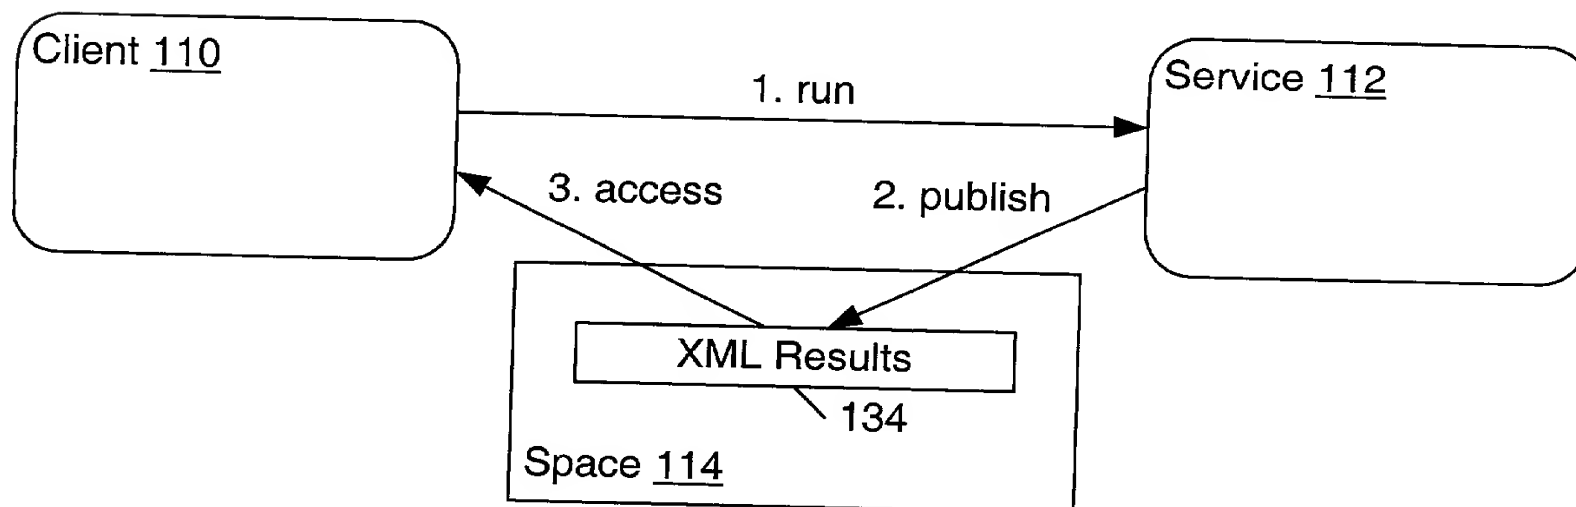 Client 110
Service 112
1. run
3. access
2. publish
XML Results
134
Space 114